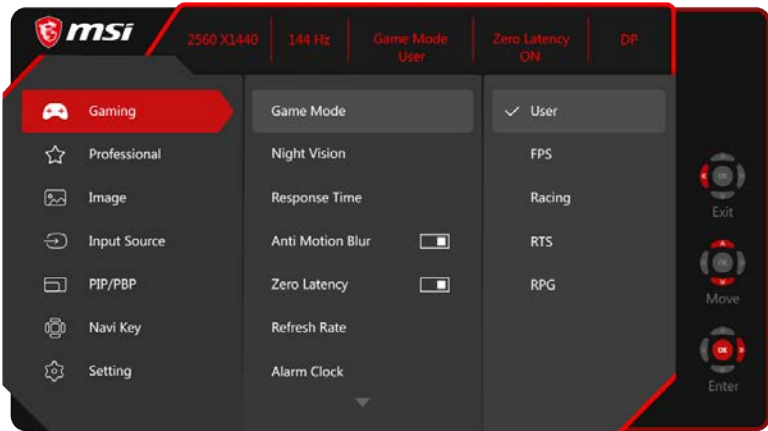 msi
2560 X1440
144 Hz
Game Mode
User
Zero Latency
ON
DP
Gaming
Professional
Image
Input Source
PIP/PBP
Navi Key
Setting
Game Mode
Night Vision
Response Time
Anti Motion Blur
Zero Latency
Refresh Rate
Alarm Clock
User
FPS
Racing
RTS
RPG
OK
Exit
OK
Move
OK
Enter